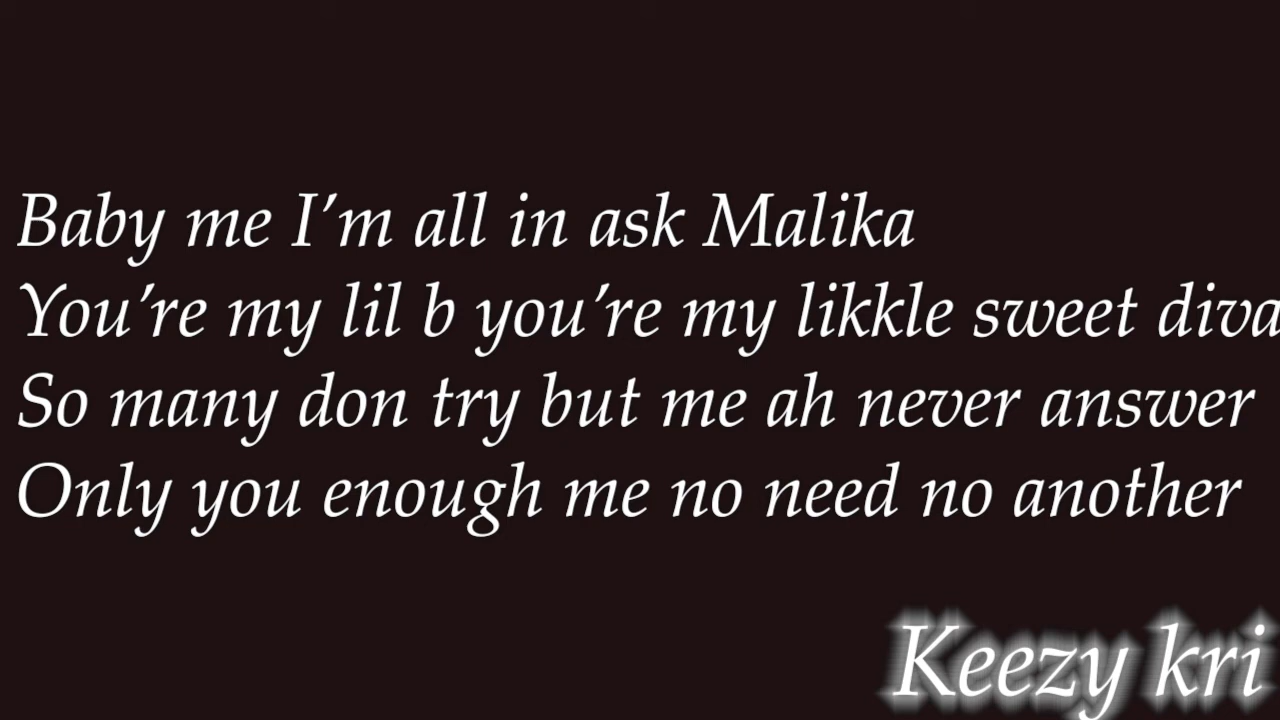 Baby me I’m all in ask Malika
You’re my lil b you’re my likkle sweet diva
So many don try but me ah never answer
Only you enough me no need no another
Keezy kri